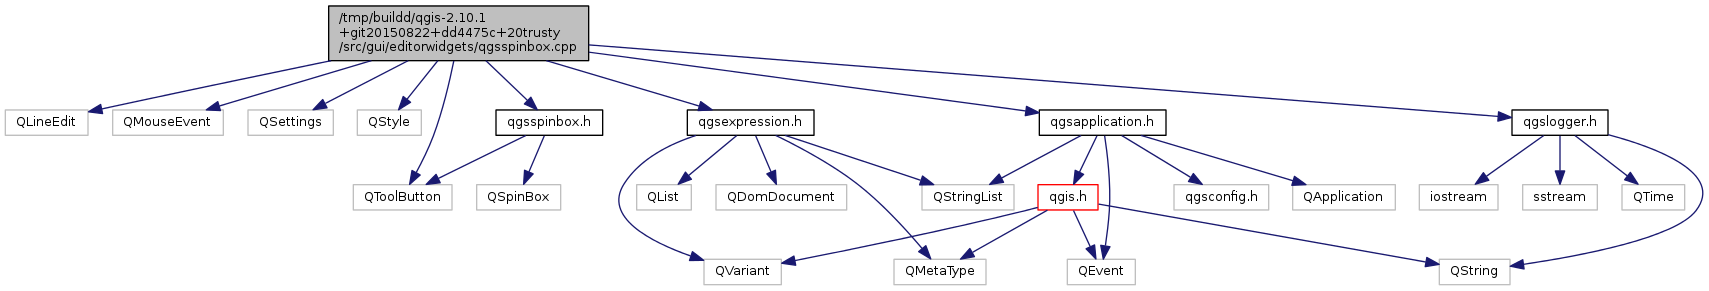 /tmp/buildd/qgis-2.10.1
+git20150822+dd4475c+20trusty
/src/gui/editorwidgets/qgsspinbox.cpp
QLineEdit
QMouseEvent
QSettings
QStyle
qgsspinbox.h
qgsexpression.h
qgsapplication.h
qgslogger.h
QToolButton
QSpinBox
QList
QDomDocument
QStringList
qgis.h
qgsconfig.h
QApplication
iostream
sstream
QTime
QVariant
QMetaType
QEvent
QString